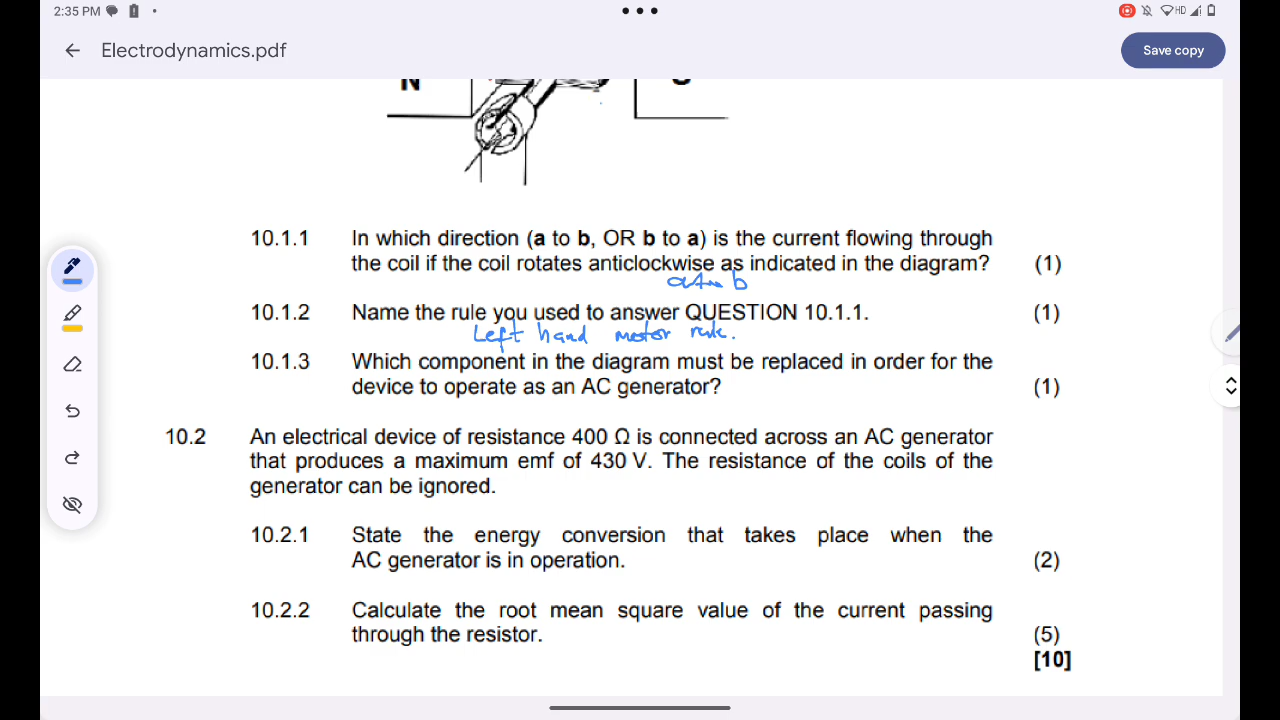 2:35 PM
HD
Electrodynamics.pdf
Save copy
N
10.1.1 In which direction (a to b, OR b to a) is the current flowing through
the coil if the coil rotates anticlockwise as indicated in the diagram? (1)
a to b
10.1.2 Name the rule you used to answer QUESTION 10.1.1. (1)
Left hand motor rule.
10.1.3 Which component in the diagram must be replaced in order for the
device to operate as an AC generator? (1)
10.2 An electrical device of resistance 400 Ω is connected across an AC generator
that produces a maximum emf of 430 V. The resistance of the coils of the
generator can be ignored.
10.2.1 State the energy conversion that takes place when the
AC generator is in operation. (2)
10.2.2 Calculate the root mean square value of the current passing
through the resistor. (5)
[10]